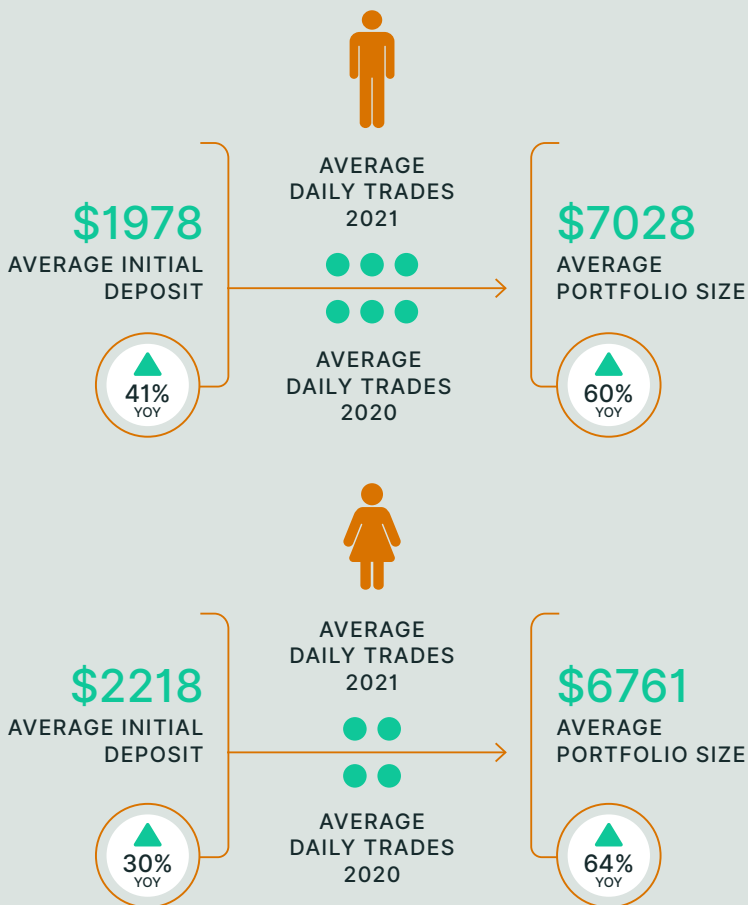 AVERAGE
DAILY TRADES
2021
$1978
AVERAGE INITIAL
DEPOSIT
41%
YOY
AVERAGE
DAILY TRADES
2020
$7028
AVERAGE
PORTFOLIO SIZE
60%
YOY
AVERAGE
DAILY TRADES
2021
$2218
AVERAGE INITIAL
DEPOSIT
30%
YOY
AVERAGE
DAILY TRADES
2020
$6761
AVERAGE
PORTFOLIO SIZE
64%
YOY